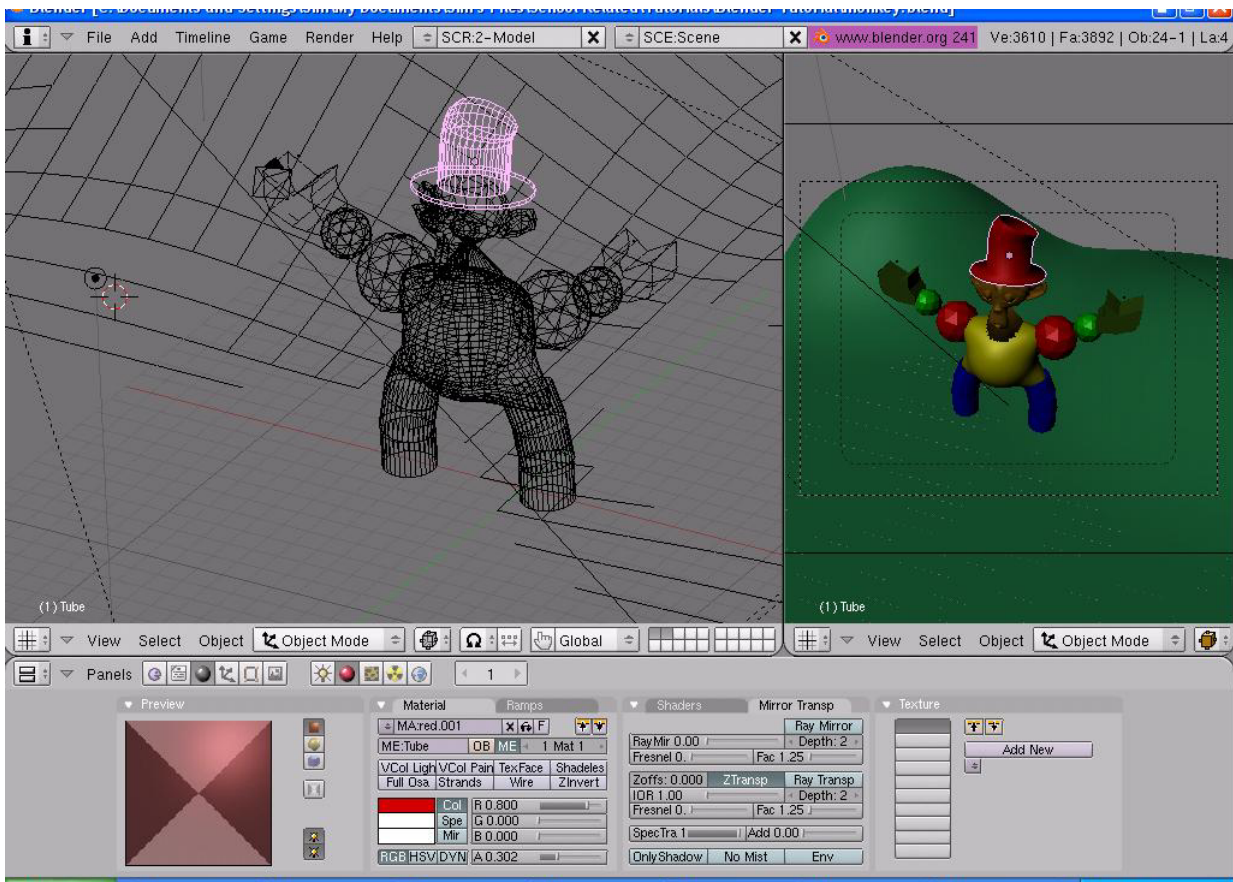 File Add Timeline Game Render Help SCR:2-Model X SCE:Scene X www.blender.org 241 Ve:3610 | Fa:3892 | Ob:24-1 | La:4
(1) Tube
(1) Tube
View Select Object Object Mode Global
View Select Object Object Mode
Panels 1
Preview
Material Ramps
Shaders Mirror Transp
Texture
MA:red.001 X F
ME:Tube OB ME 1 Mat 1
VCol Ligh VCol Pain TexFace Shadeles
Full Osa Strands Wire ZInvert
Col R 0.800
Spe G 0.000
Mir B 0.000
RGB HSV DYN A 0.302
Ray Mirror
RayMir 0.00 Depth: 2
Fresnel 0. Fac 1.25
Zoffs: 0.000 ZTransp Ray Transp
IOR 1.00 Depth: 2
Fresnel 0. Fac 1.25
SpecTra 1 Add 0.00
OnlyShadow No Mist Env
Add New